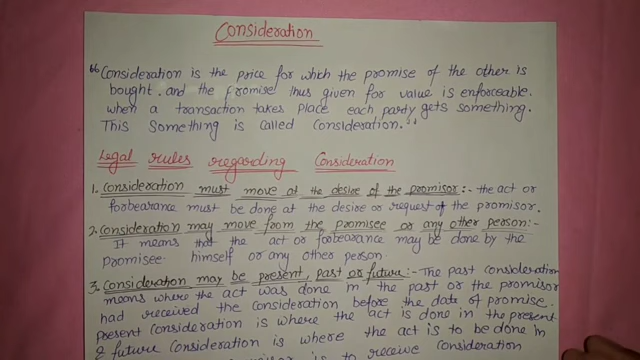 Consideration
"Consideration is the price for which the promise of the other is
bought. and the promise thus given for value is enforceable.
when a transaction takes place each party gets something.
This something is called consideration."
Legal rules regarding Consideration
1. Consideration must move at the desire of the promisor:- the act or
forbearance must be done at the desire or request of the promisor.
2. Consideration may move from the promisee or any other person:-
It means that the act or forbearance may be done by the
promisee himself or any other person.
3. Consideration may be present, past or future:- The past consideration
means where the act was done in the past or the promisor
had received the consideration before the date of promise.
present consideration is where the act is done in the present
& future consideration is where the act is to be done in
is to receive consideration